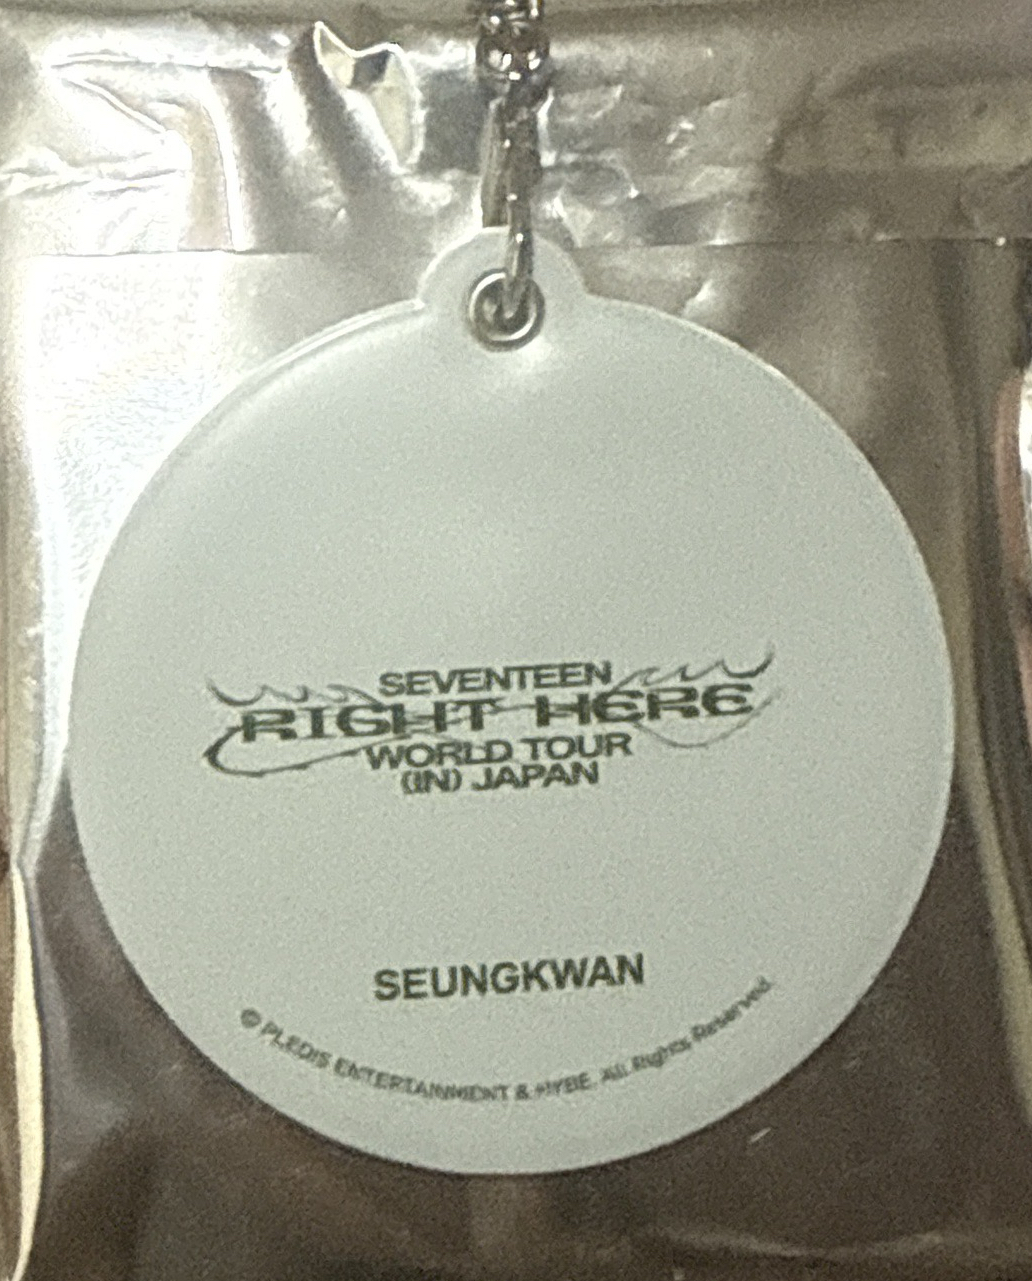 SEVENTEEN
RIGHT HERE
WORLD TOUR
(IN) JAPAN
SEUNGKWAN
© PLEDIS ENTERTAINMENT & HYBE. All Rights Reserved.